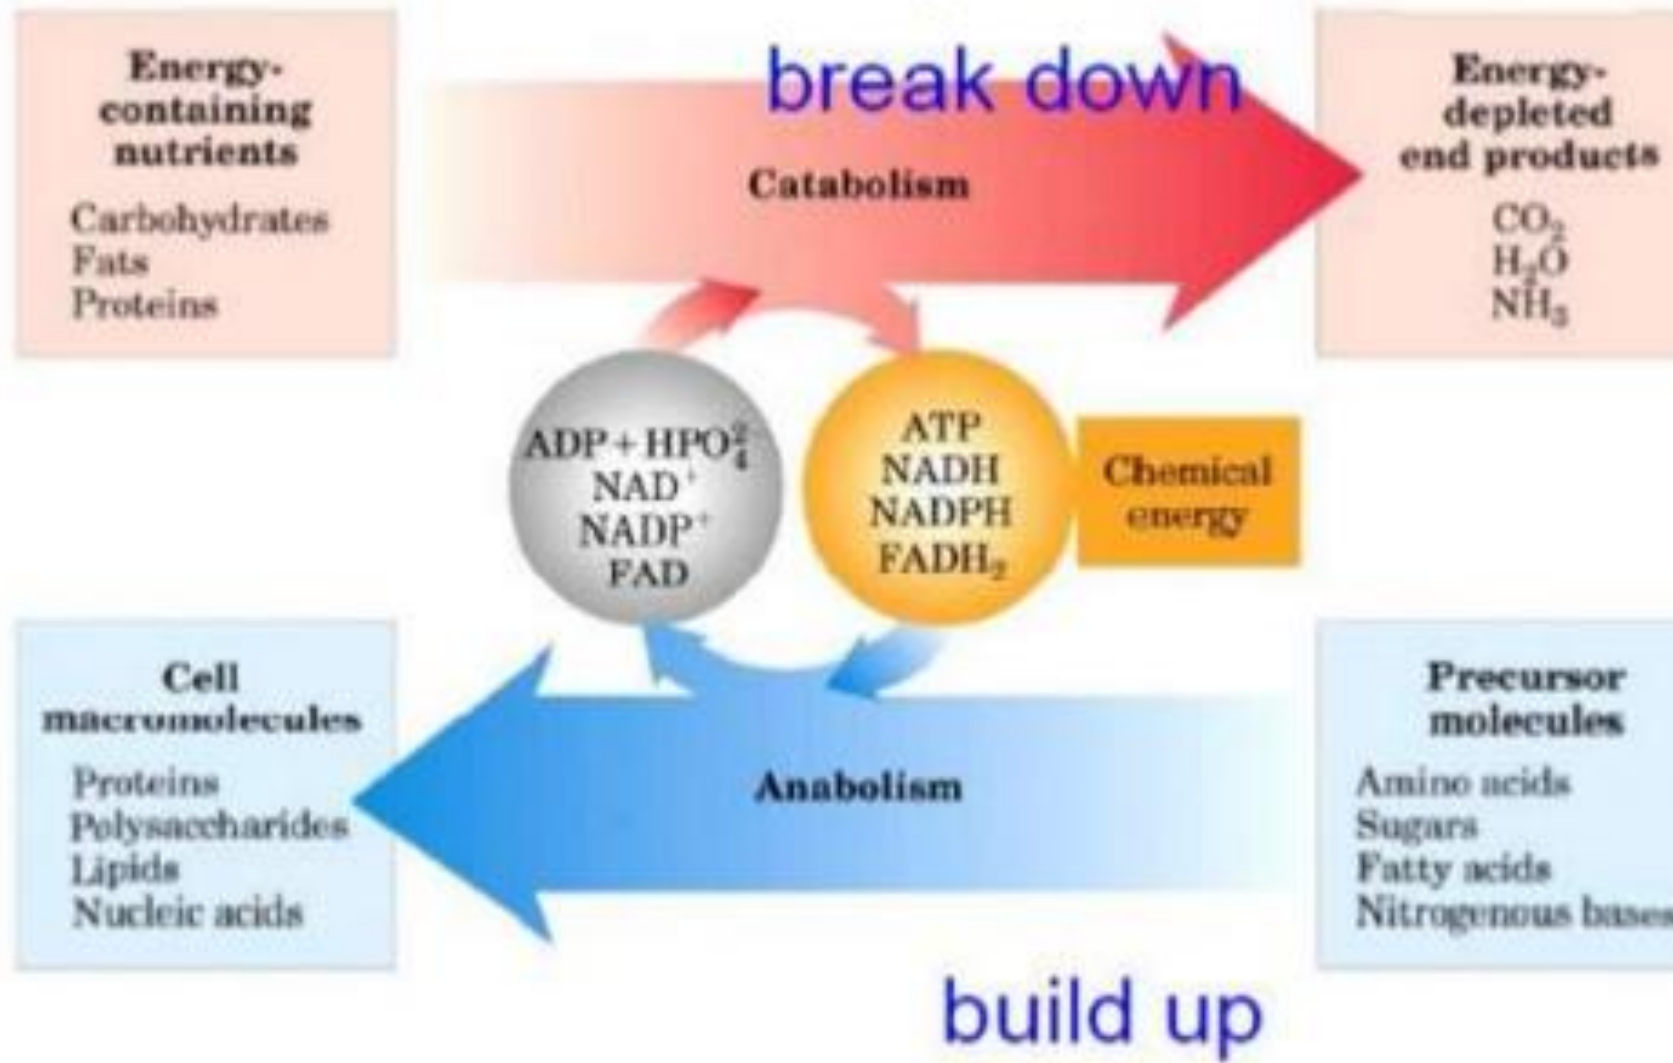 break down
Energy-
containing
nutrients
Carbohydrates
Fats
Proteins
Catabolism
Energy-
depleted
end products
CO₂
H₂O
NH₃
ADP + HPO₄²⁻
NAD⁺
NADP⁺
FAD
ATP
NADH
NADPH
FADH₂
Chemical
energy
Cell
macromolecules
Proteins
Polysaccharides
Lipids
Nucleic acids
Anabolism
Precursor
molecules
Amino acids
Sugars
Fatty acids
Nitrogenous bases
build up